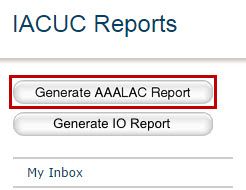 IACUC Reports
Generate AAALAC Report
Generate IO Report
My Inbox